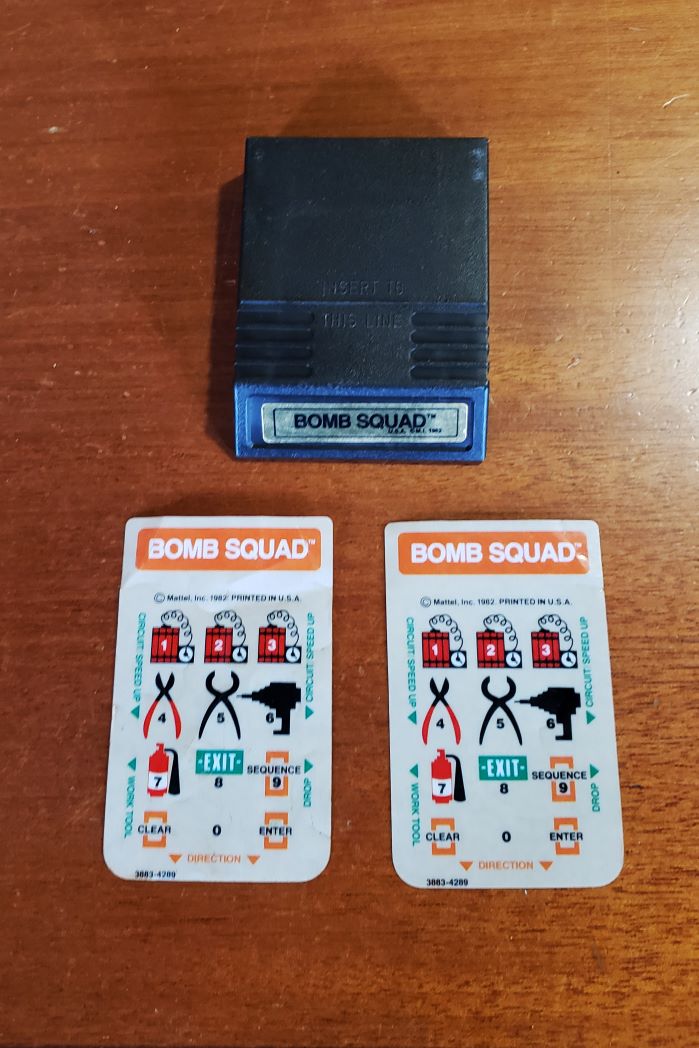 INSERT TO
THIS LINE
BOMB SQUAD™
U.S.A. © M.I. 1982
BOMB SQUAD™
© Mattel, Inc. 1982 PRINTED IN U.S.A.
CIRCUIT SPEED UP
1 2 3
CIRCUIT SPEED UP
4 5 6
WORK TOOL
7
-EXIT-
8
SEQUENCE
9
DROP
CLEAR 0 ENTER
DIRECTION
3883-4289
BOMB SQUAD™
© Mattel, Inc. 1982 PRINTED IN U.S.A.
CIRCUIT SPEED UP
1 2 3
CIRCUIT SPEED UP
4 5 6
WORK TOOL
7
-EXIT-
8
SEQUENCE
9
DROP
CLEAR 0 ENTER
DIRECTION
3883-4289